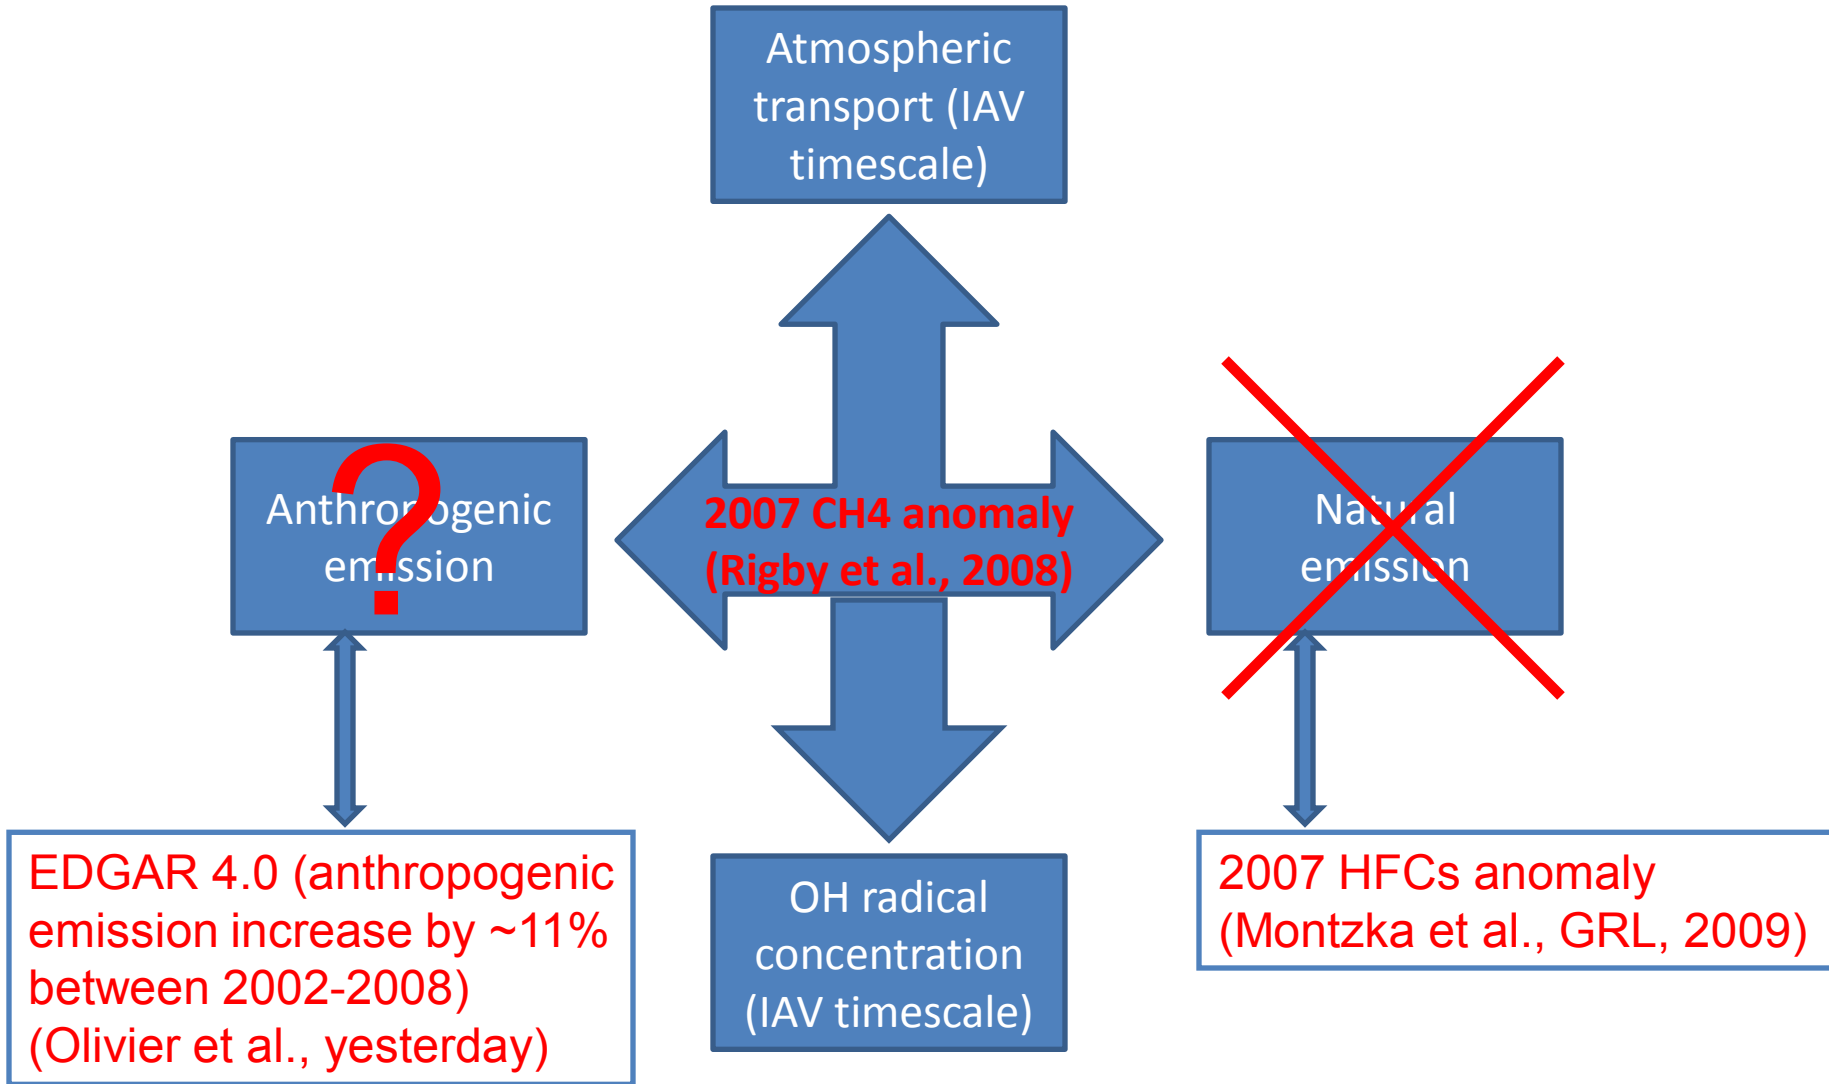 Atmospheric
transport (IAV
timescale)
Anthropogenic
emission
?
2007 CH4 anomaly
(Rigby et al., 2008)
Natural
emission
EDGAR 4.0 (anthropogenic
emission increase by ~11%
between 2002-2008)
(Olivier et al., yesterday)
OH radical
concentration
(IAV timescale)
2007 HFCs anomaly
(Montzka et al., GRL, 2009)